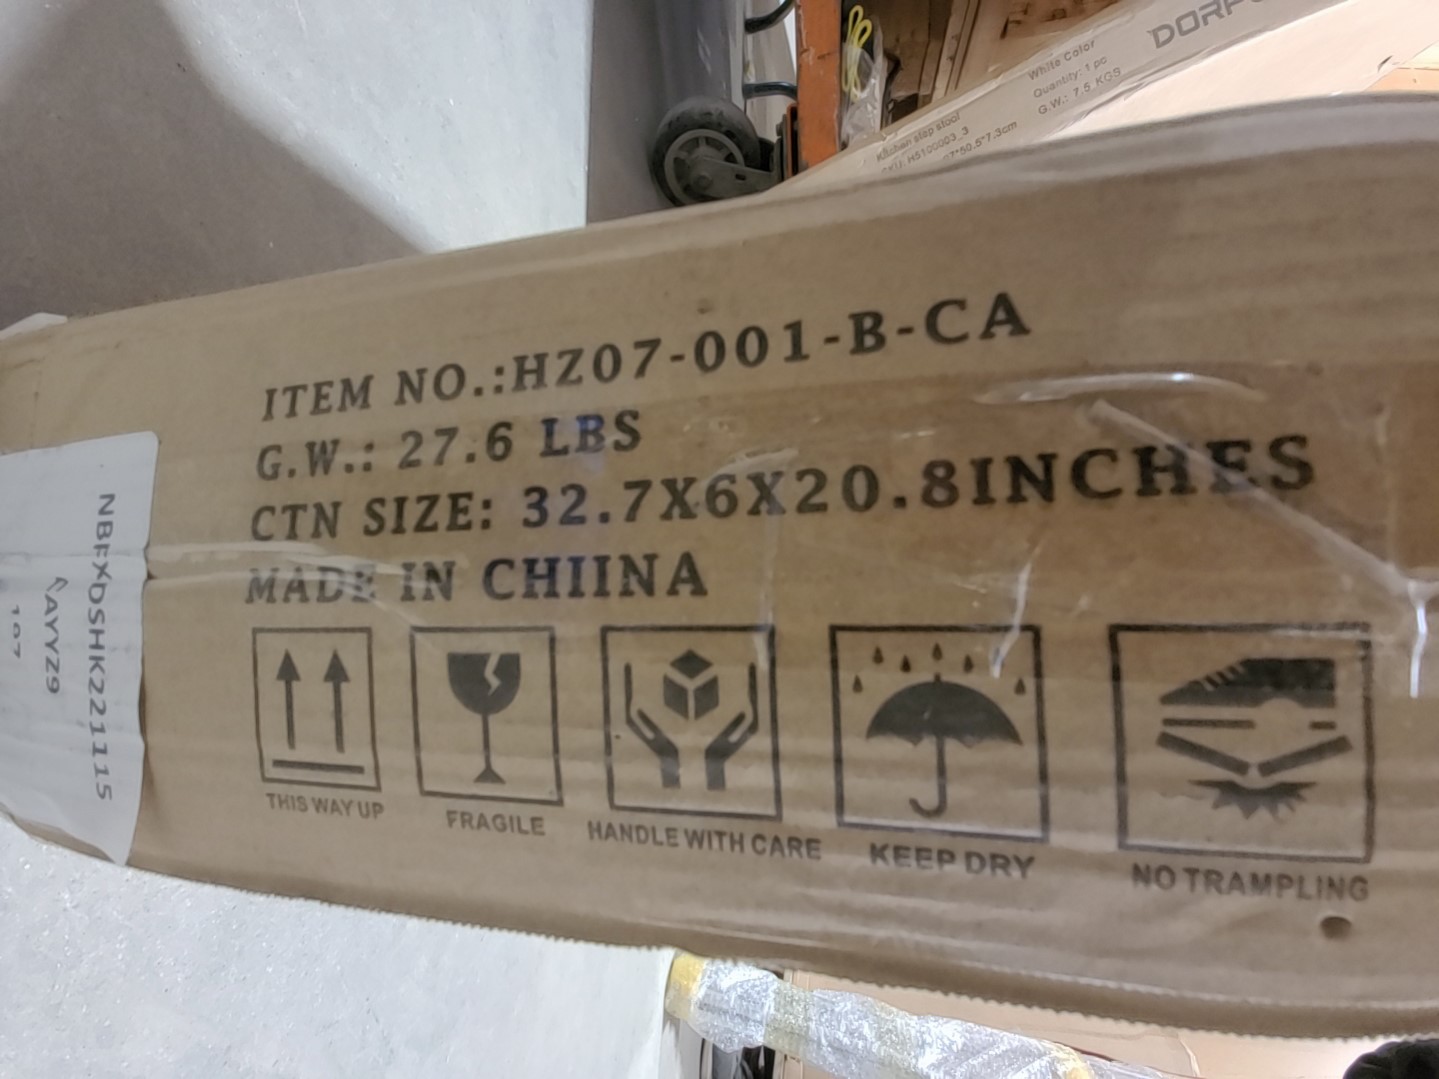 White Color
Quantity: 1 pc
G.W.: 7.5 KGS
Kitchen step stool
ITEM NO.:HZ07-001-B-CA
G.W.: 27.6 LBS
CTN SIZE: 32.7X6X20.8INCHES
MADE IN CHIINA
THIS WAY UP
FRAGILE
HANDLE WITH CARE
KEEP DRY
NO TRAMPLING
NBFXDSHK221115
107